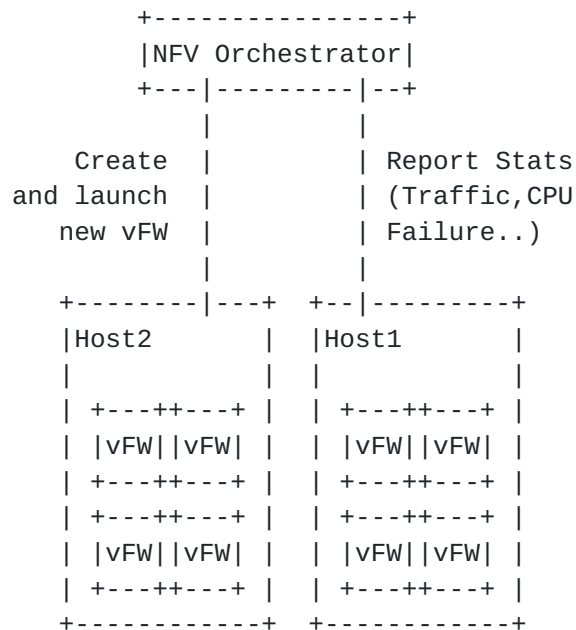 NFV Orchestrator
Create
and launch
new vFW
Report Stats
(Traffic,CPU
Failure..)
Host2
vFW vFW
vFW vFW
Host1
vFW vFW
vFW vFW